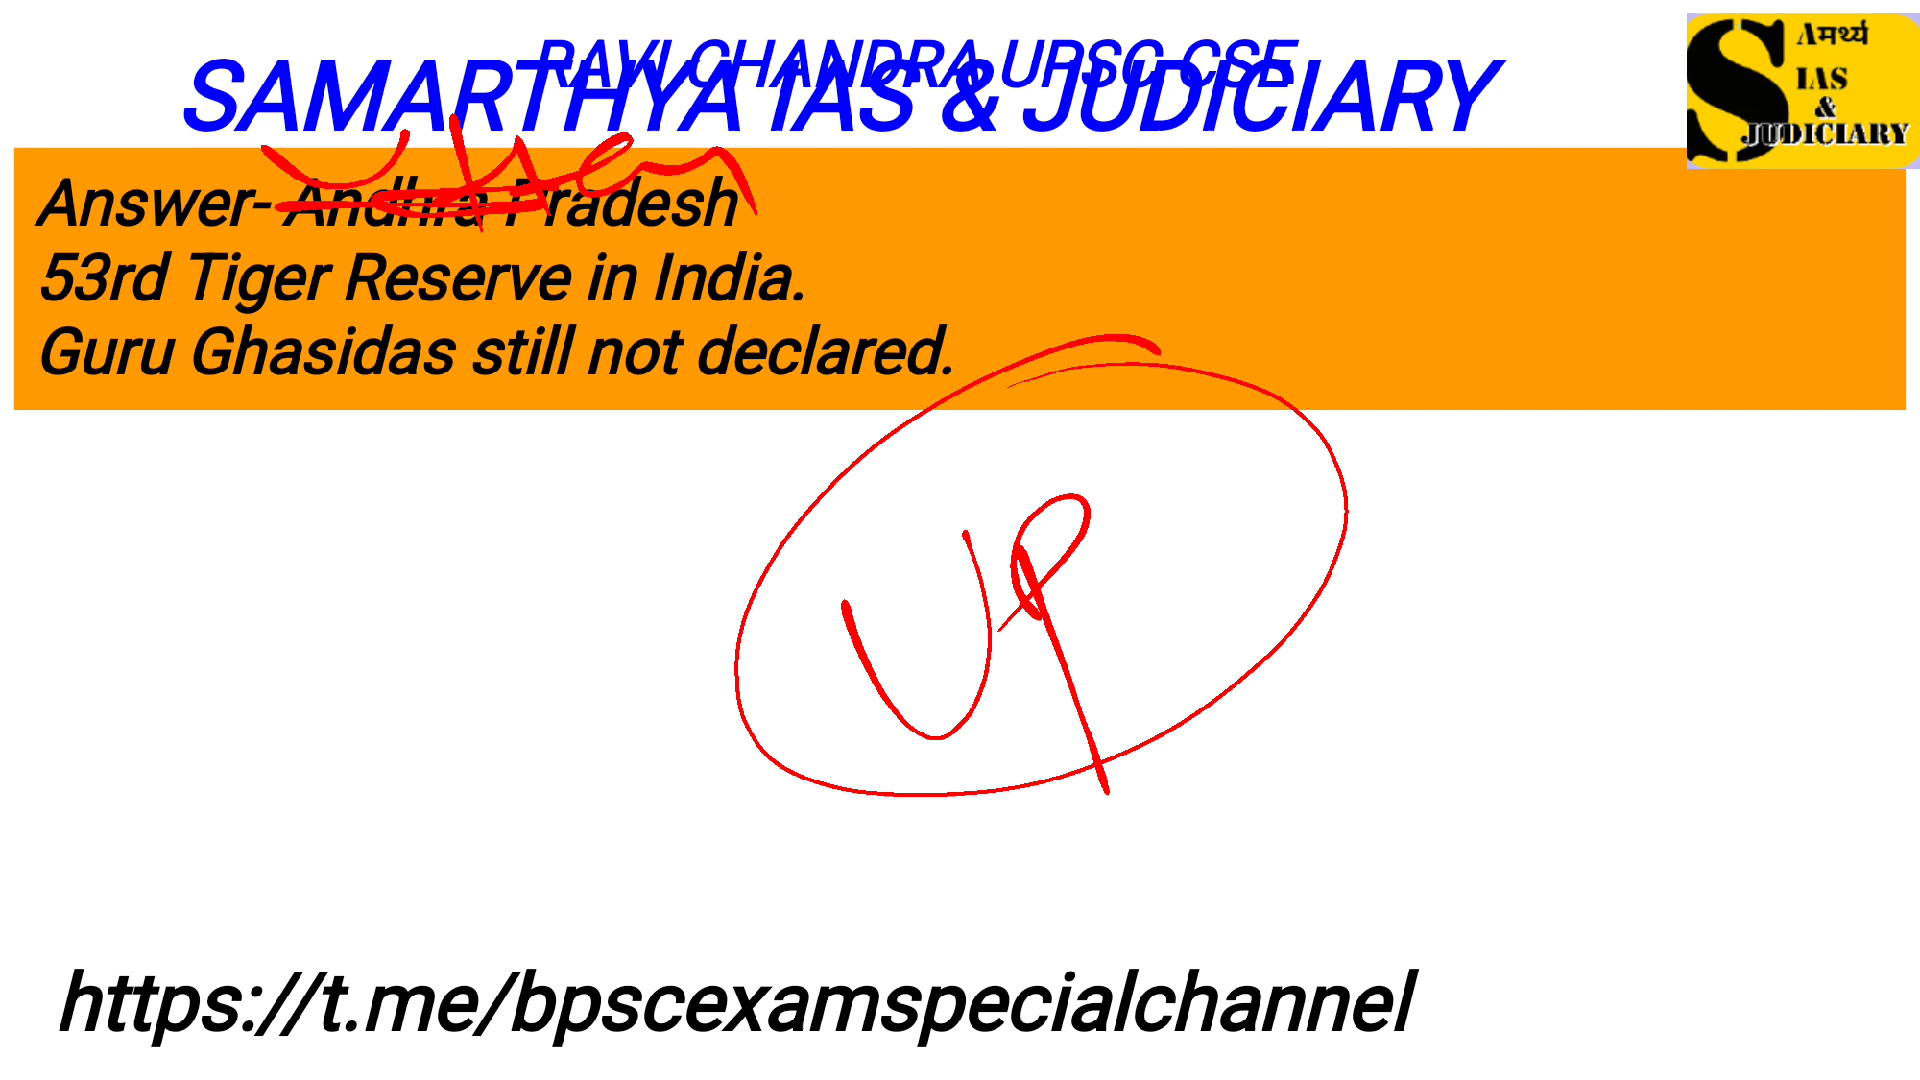 RAVI CHANDRA UPSC CSE
SAMARTHYA IAS & JUDICIARY
Aमर्थ्य
IAS
&
JUDICIARY
Answer- Andhra Pradesh
53rd Tiger Reserve in India.
Guru Ghasidas still not declared.
UP
https://t.me/bpscexamspecialchannel